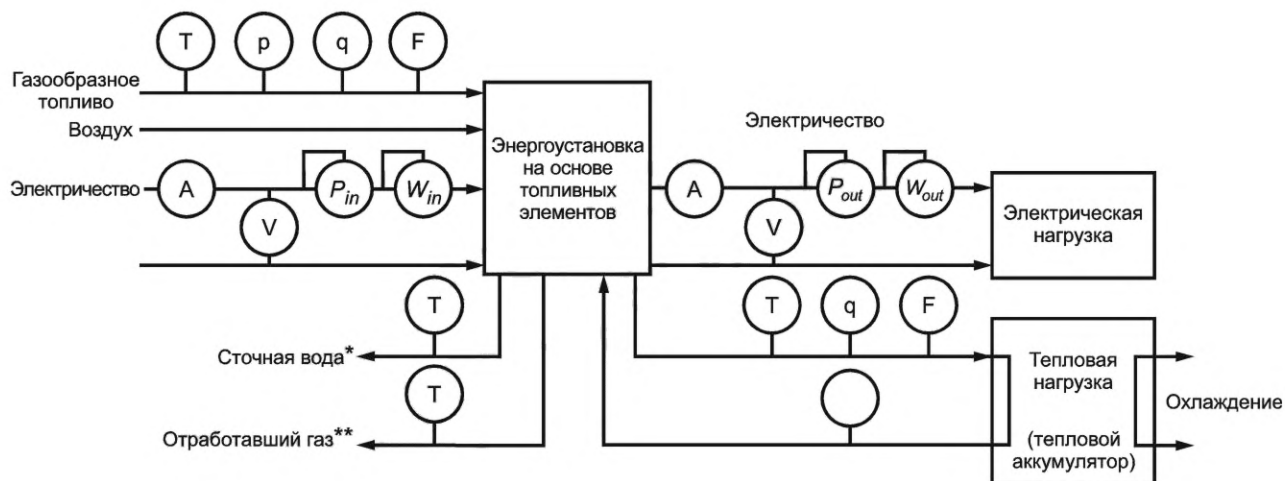 T p q F
Газообразное
топливо
Воздух
Электричество
A
V
P_in
W_in
Энергоустановка
на основе
топливных
элементов
Электричество
A
V
P_out
W_out
Электрическая
нагрузка
T
Сточная вода*
T
Отработавший газ**
T q F
Тепловая
нагрузка
(тепловой
аккумулятор)
Охлаждение